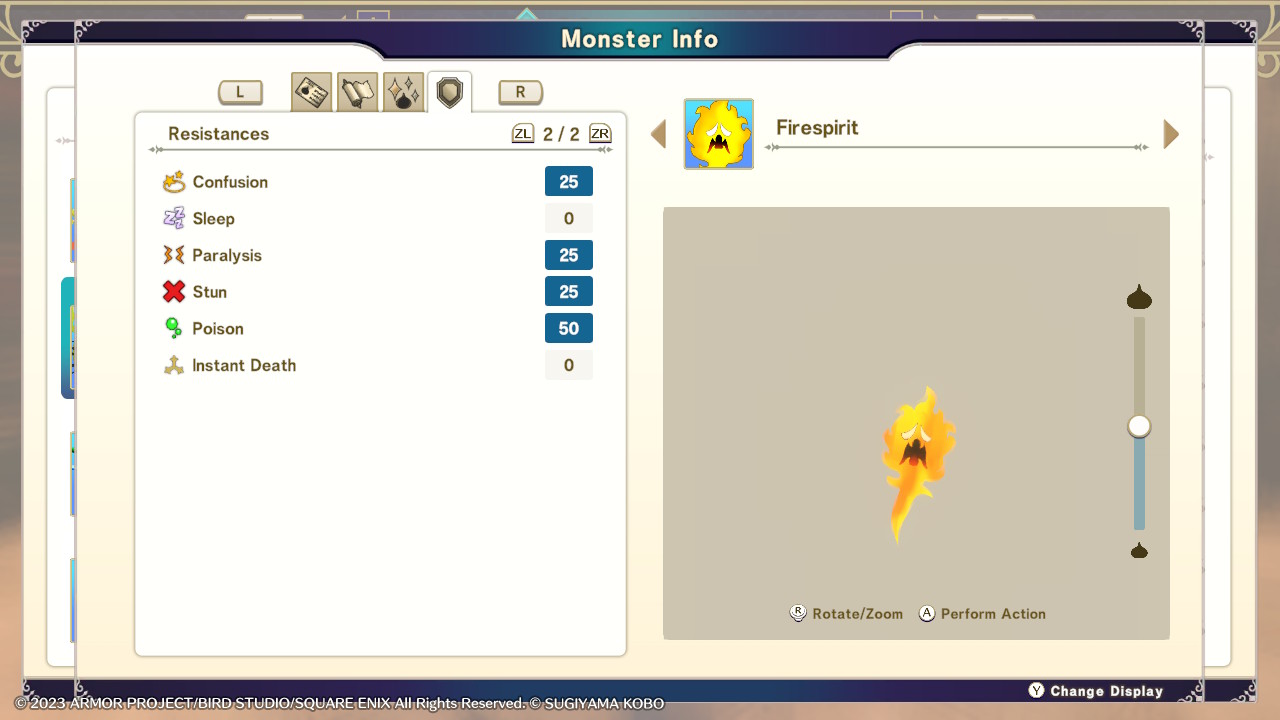 Monster Info
L
R
Resistances
ZL 2 / 2 ZR
Confusion 25
Sleep 0
Paralysis 25
Stun 25
Poison 50
Instant Death 0
Firespirit
R Rotate/Zoom A Perform Action
Y Change Display
© 2023 ARMOR PROJECT/BIRD STUDIO/SQUARE ENIX All Rights Reserved. © SUGIYAMA KOBO